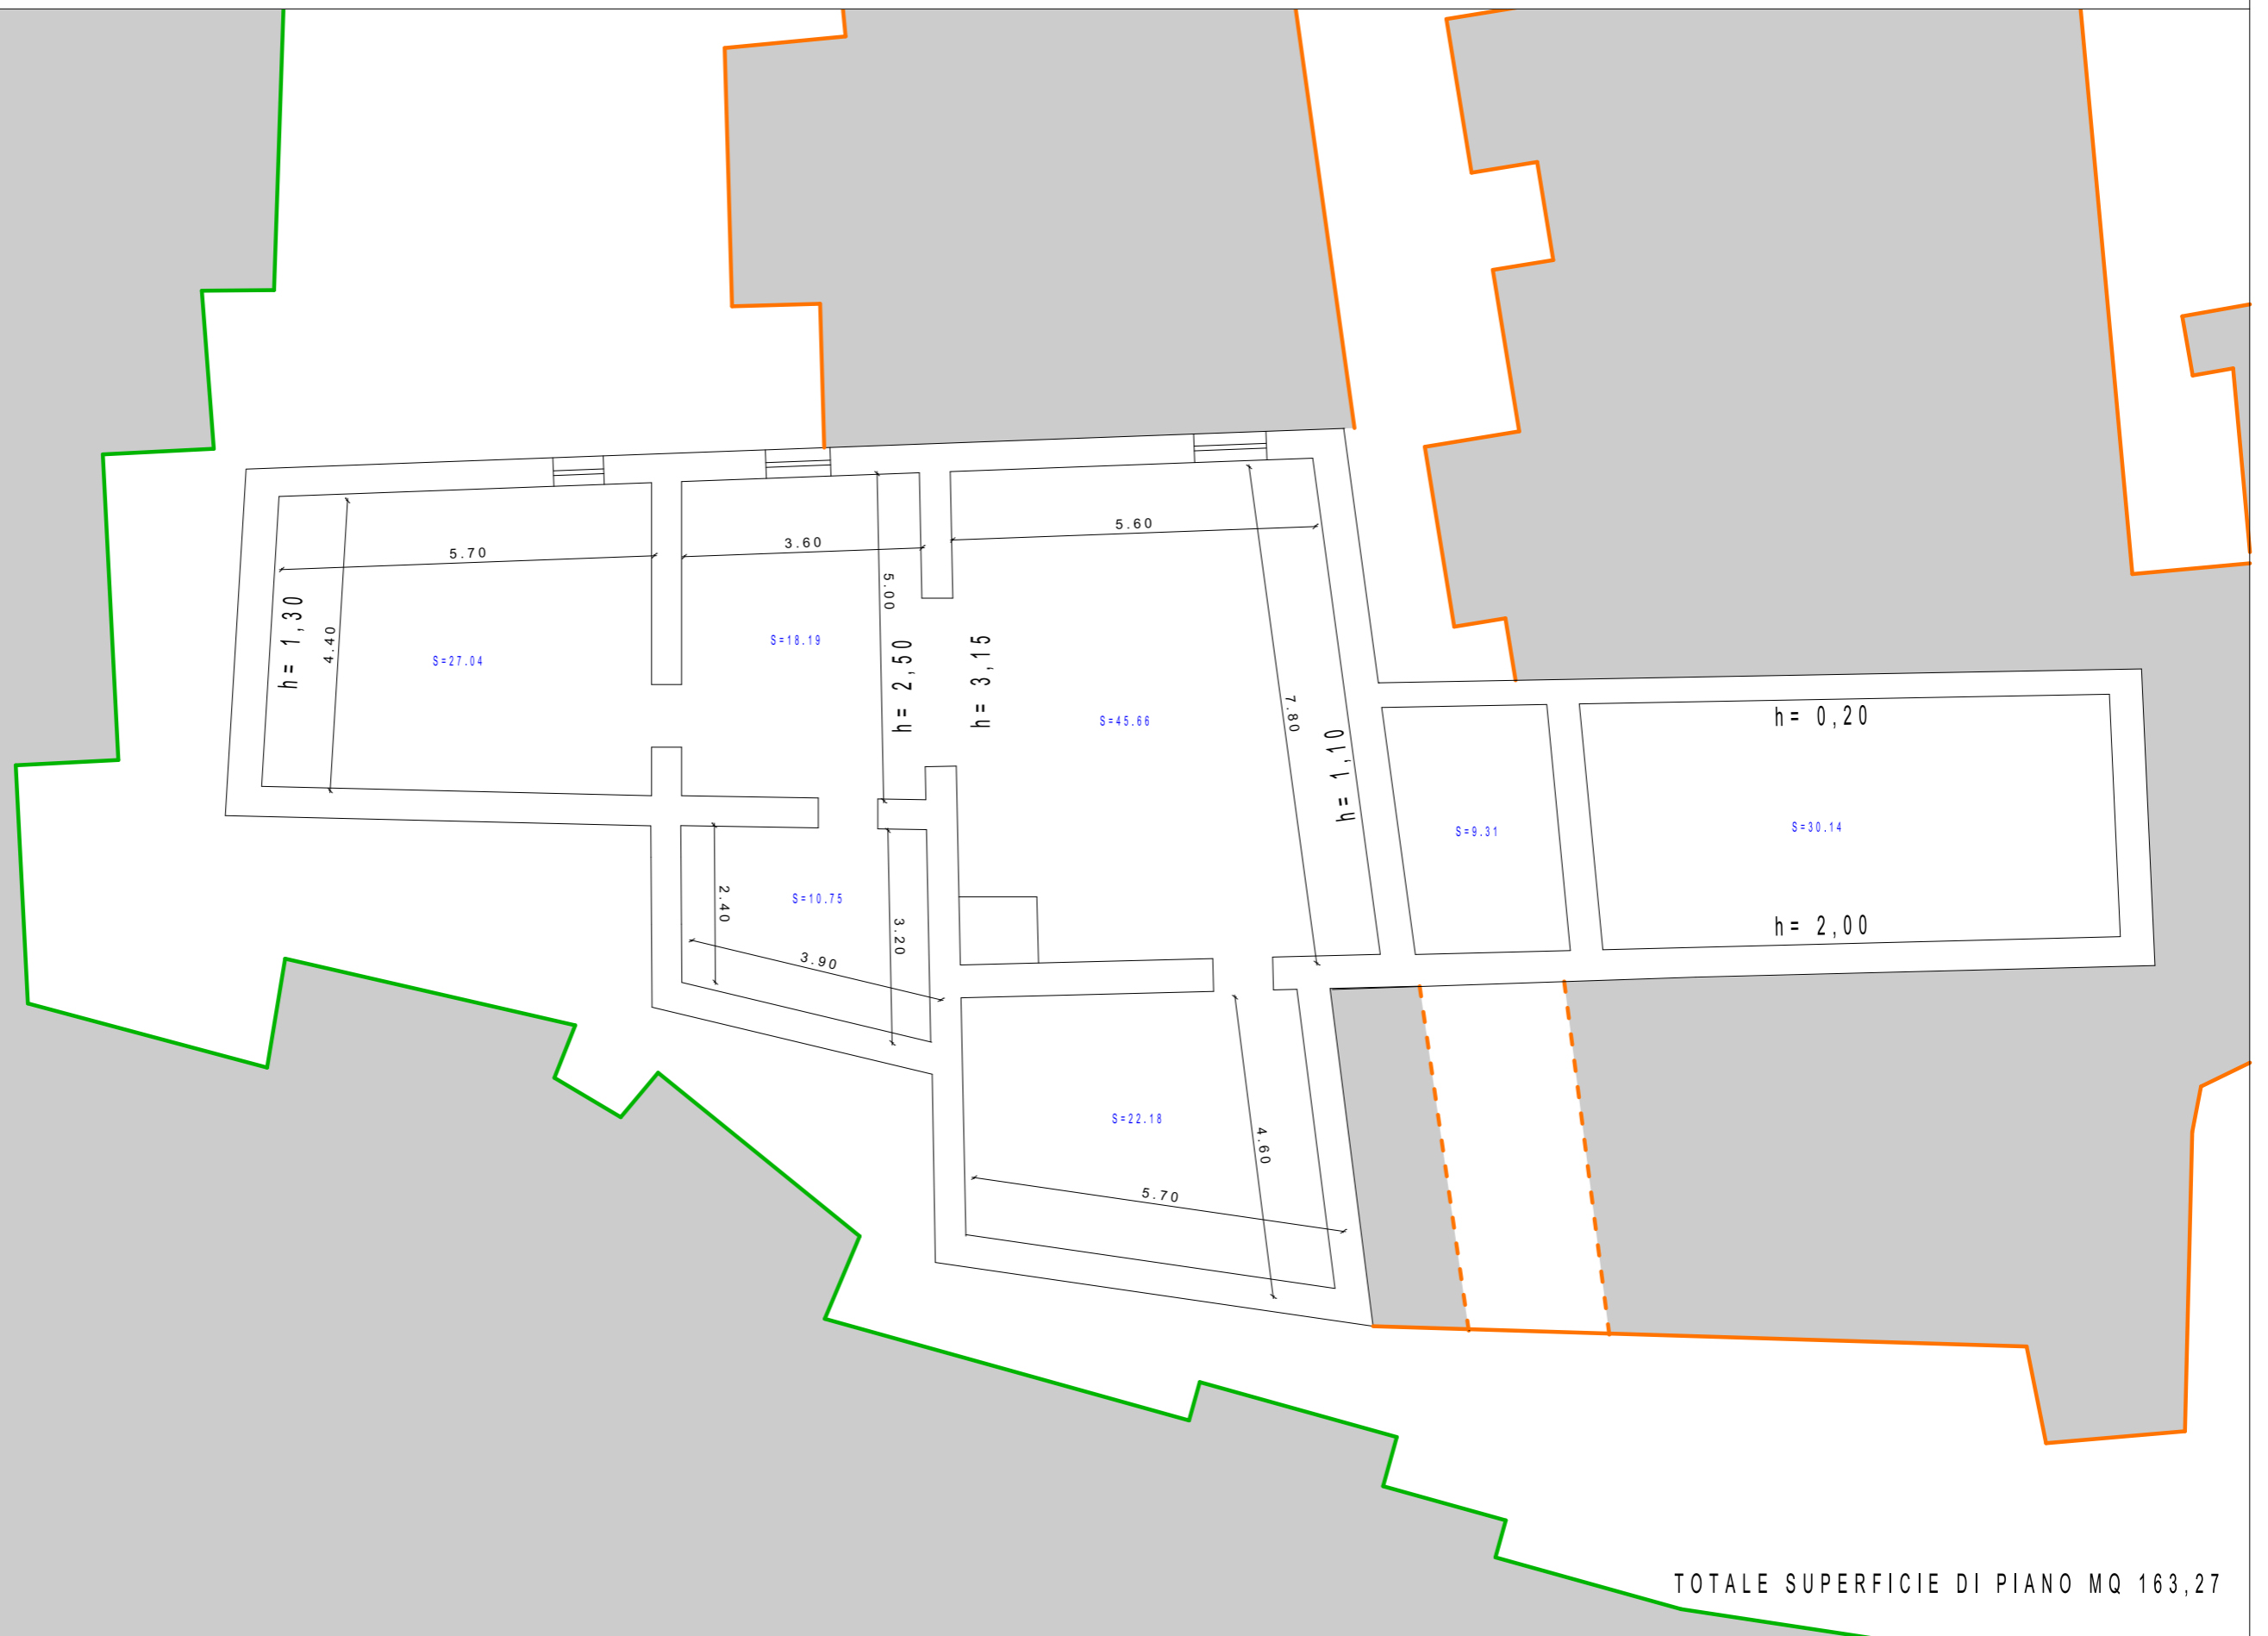 5.60
3.60
5.70
5.00
h= 1,30
4.40
S=18.19
h= 2,50
h= 3,15
S=27.04
7.80
S=45.66
h= 0,20
h= 1,10
S=9.31
S=30.14
2.40
S=10.75
3.20
h= 2,00
3.90
S=22.18
4.60
5.70
TOTALE SUPERFICIE DI PIANO MQ 163,27